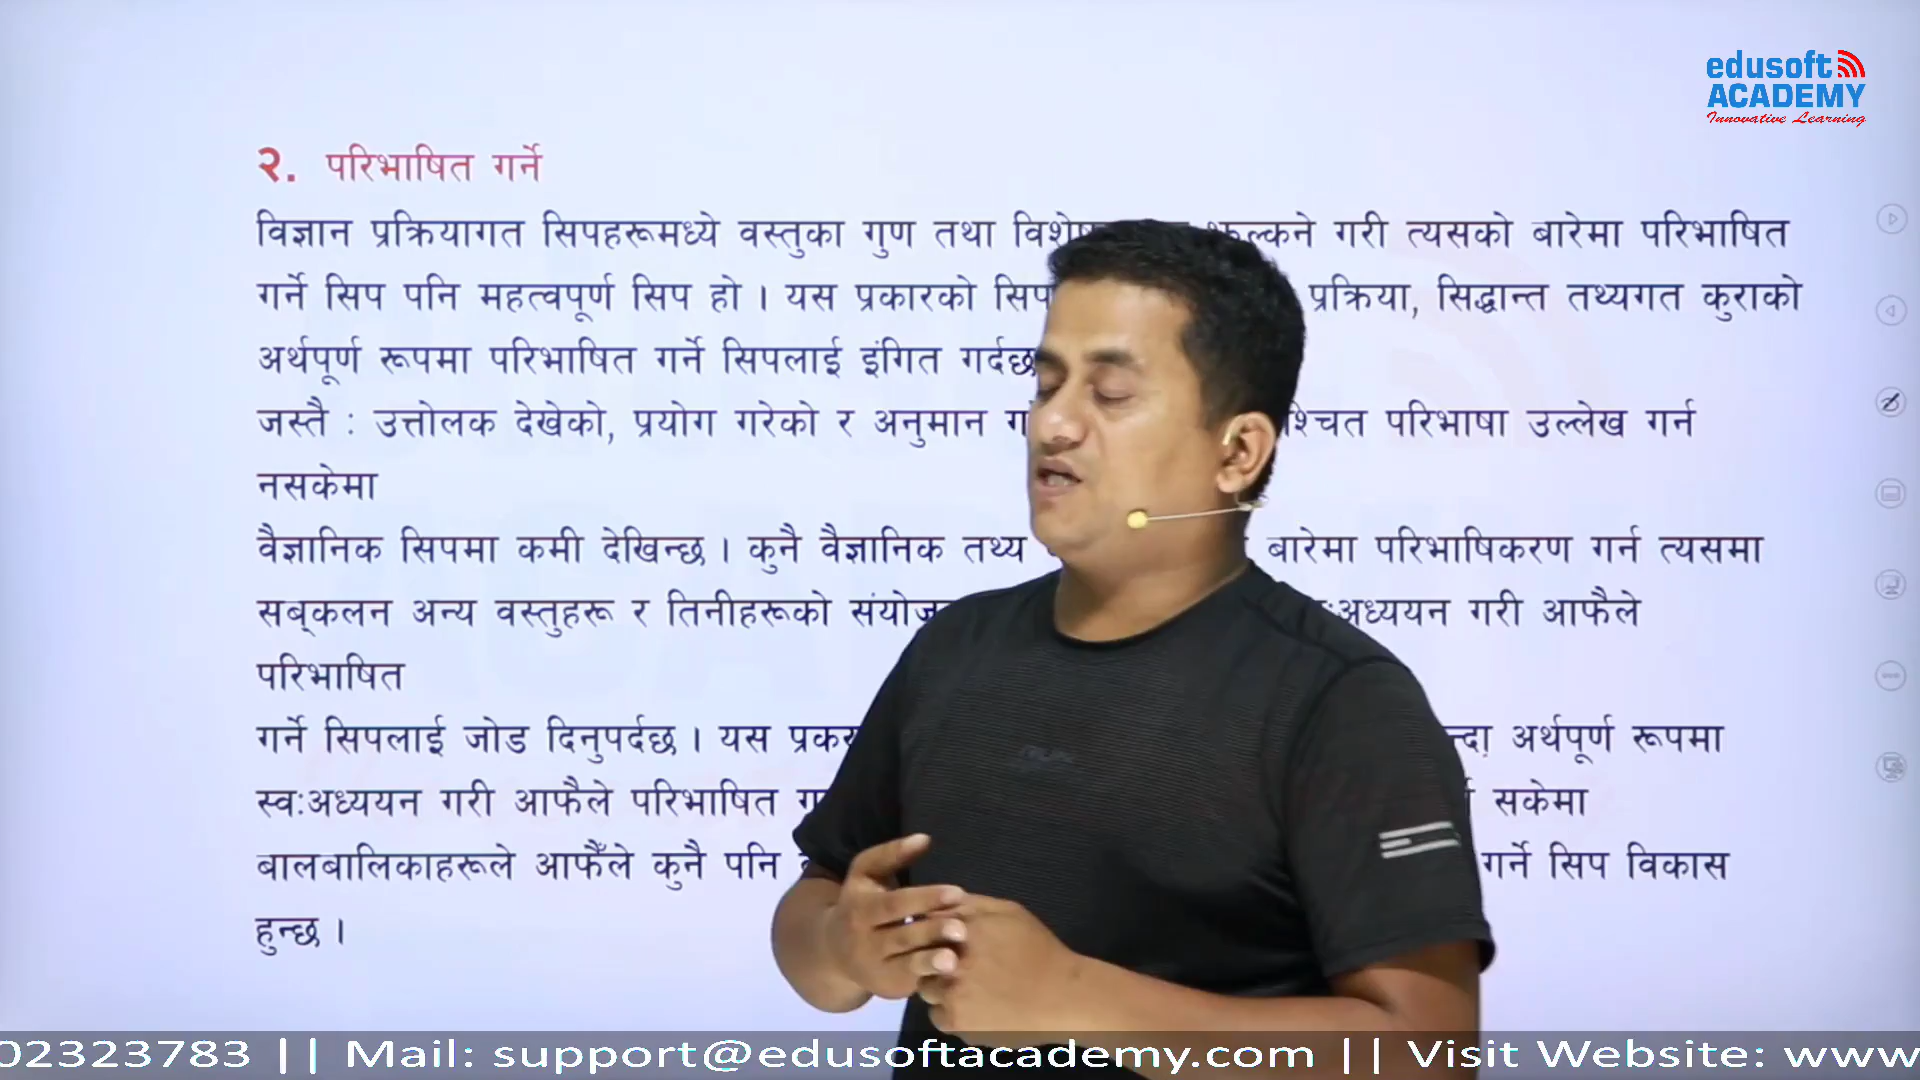 edusoft
ACADEMY
Innovative Learning
२. परिभाषित गर्ने
विज्ञान प्रक्रियागत सिपहरूमध्ये वस्तुका गुण तथा गरी त्यसको बारेमा परिभाषित
गर्ने सिप पनि महत्वपूर्ण सिप हो । यस प्रकारको सिप प्रक्रिया, सिद्धान्त तथ्यगत कुराको
अर्थपूर्ण रूपमा परिभाषित गर्ने सिपलाई इंगित गर्दछ
जस्तै : उत्तोलक देखेको, प्रयोग गरेको र अनुमान परिभाषा उल्लेख गर्न
नसकेमा
वैज्ञानिक सिपमा कमी देखिन्छ । कुनै वैज्ञानिक तथ्य बारेमा परिभाषिकरण गर्न त्यसमा
सब्कलन अन्य वस्तुहरू र तिनीहरूको स्वःअध्ययन गरी आफैले
परिभाषित
गर्ने सिपलाई जोड दिनुपर्दछ । यस अर्थपूर्ण रूपमा
स्वःअध्ययन गरी आफैले परिभाषित सकेमा
बालबालिकाहरूले आफैँले कुनै पनि गर्ने सिप विकास
हुन्छ ।
02323783 || Mail: support@edusoftacademy.com || Visit Website: www